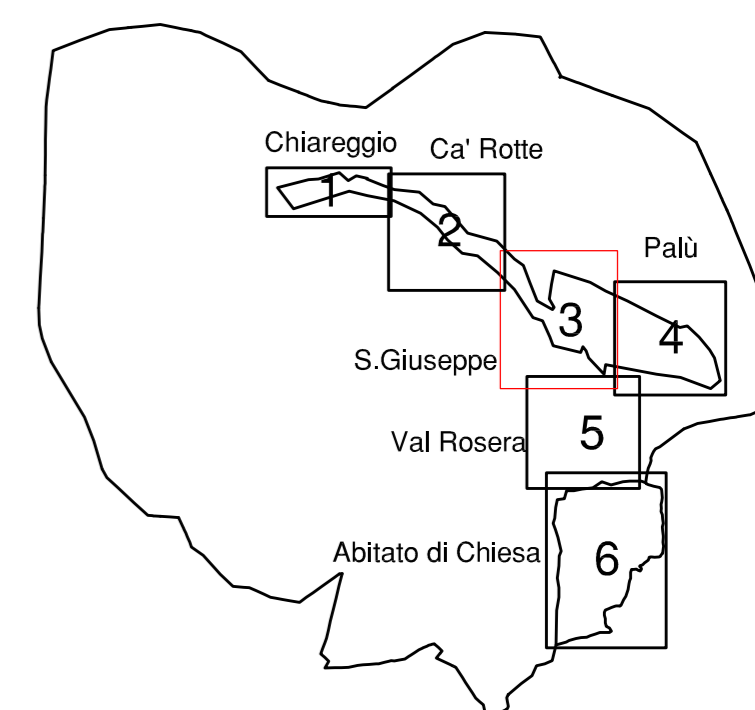 Chiareggio
Ca' Rotte
1
2
Palù
3
4
S.Giuseppe
Val Rosera
5
Abitato di Chiesa
6